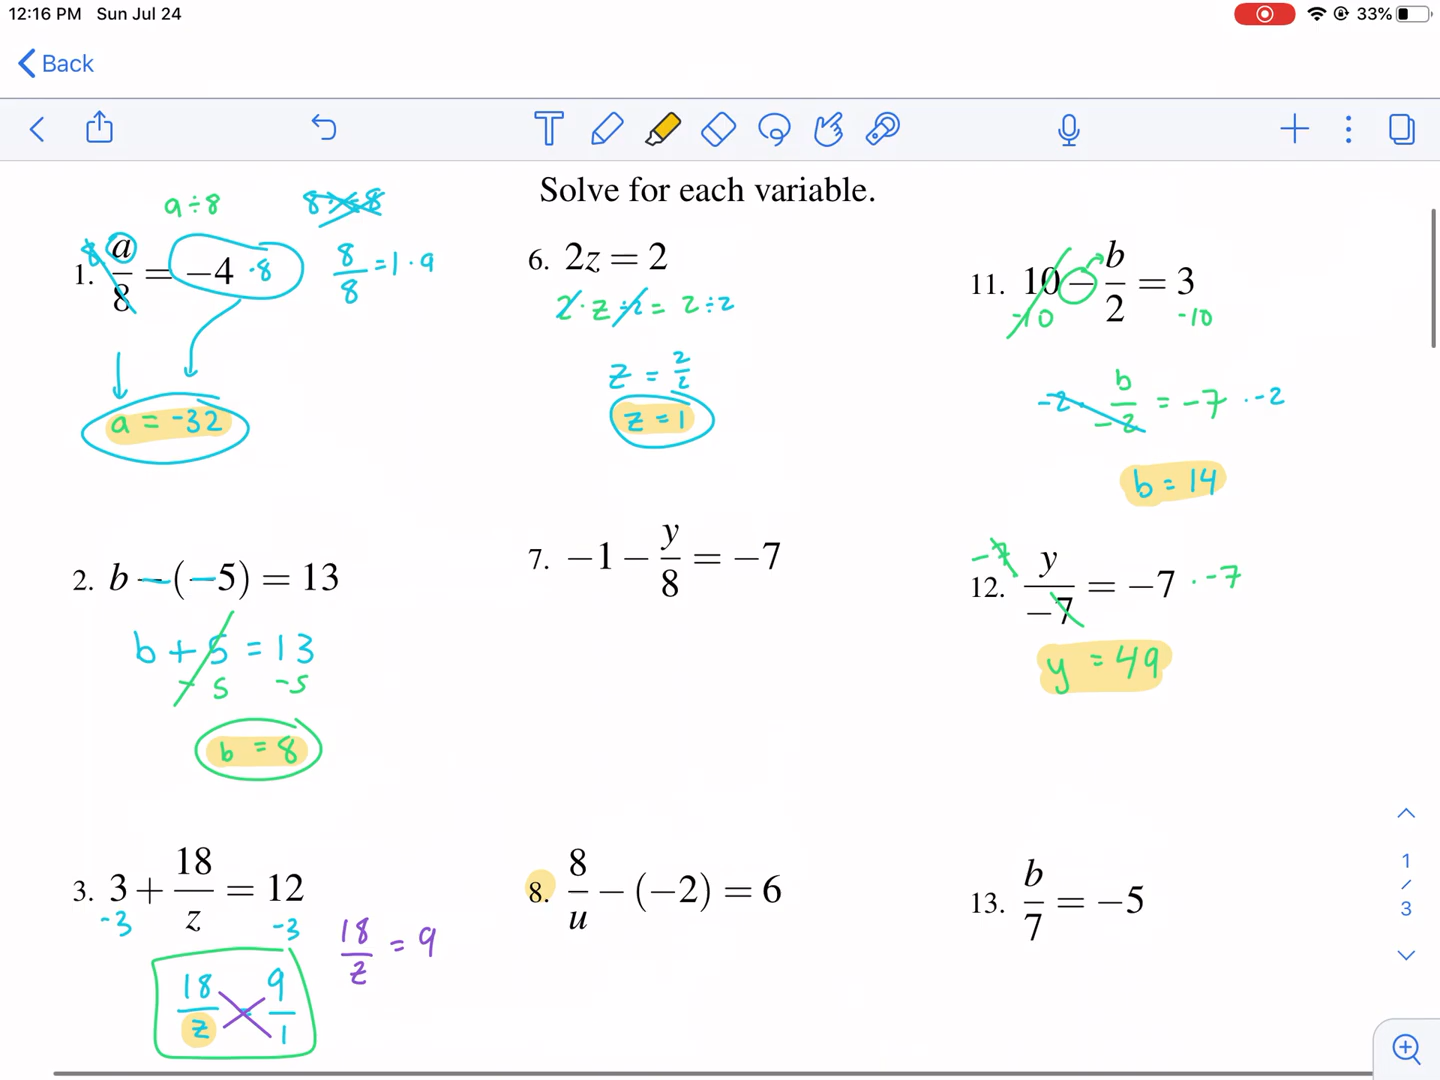 12:16 PM Sun Jul 24
33%
Back
Solve for each variable.
a ÷ 8
8 8
1. 8 a/8 = −4 · 8
8/8 = 1 · a
a = -32
2. b − (−5) = 13
b + 5 = 13
- 5 -5
b = 8
3. 3 + 18/z = 12
-3 -3
18/z = 9
18/z = 9/1
6. 2z = 2
2 · z ÷ 2 = 2 ÷ 2
z = 2/2
z = 1
7. −1 − y/8 = −7
8. 8/u − (−2) = 6
11. 10 − b/2 = 3
-10 -10
-2 · b/-2 = -7 · -2
b = 14
12. -7 y/−7 = −7 · -7
y = 49
13. b/7 = −5
1
/
3